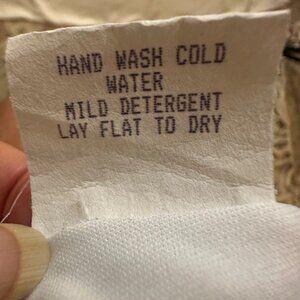 HAND WASH COLD
WATER
MILD DETERGENT
LAY FLAT TO DRY